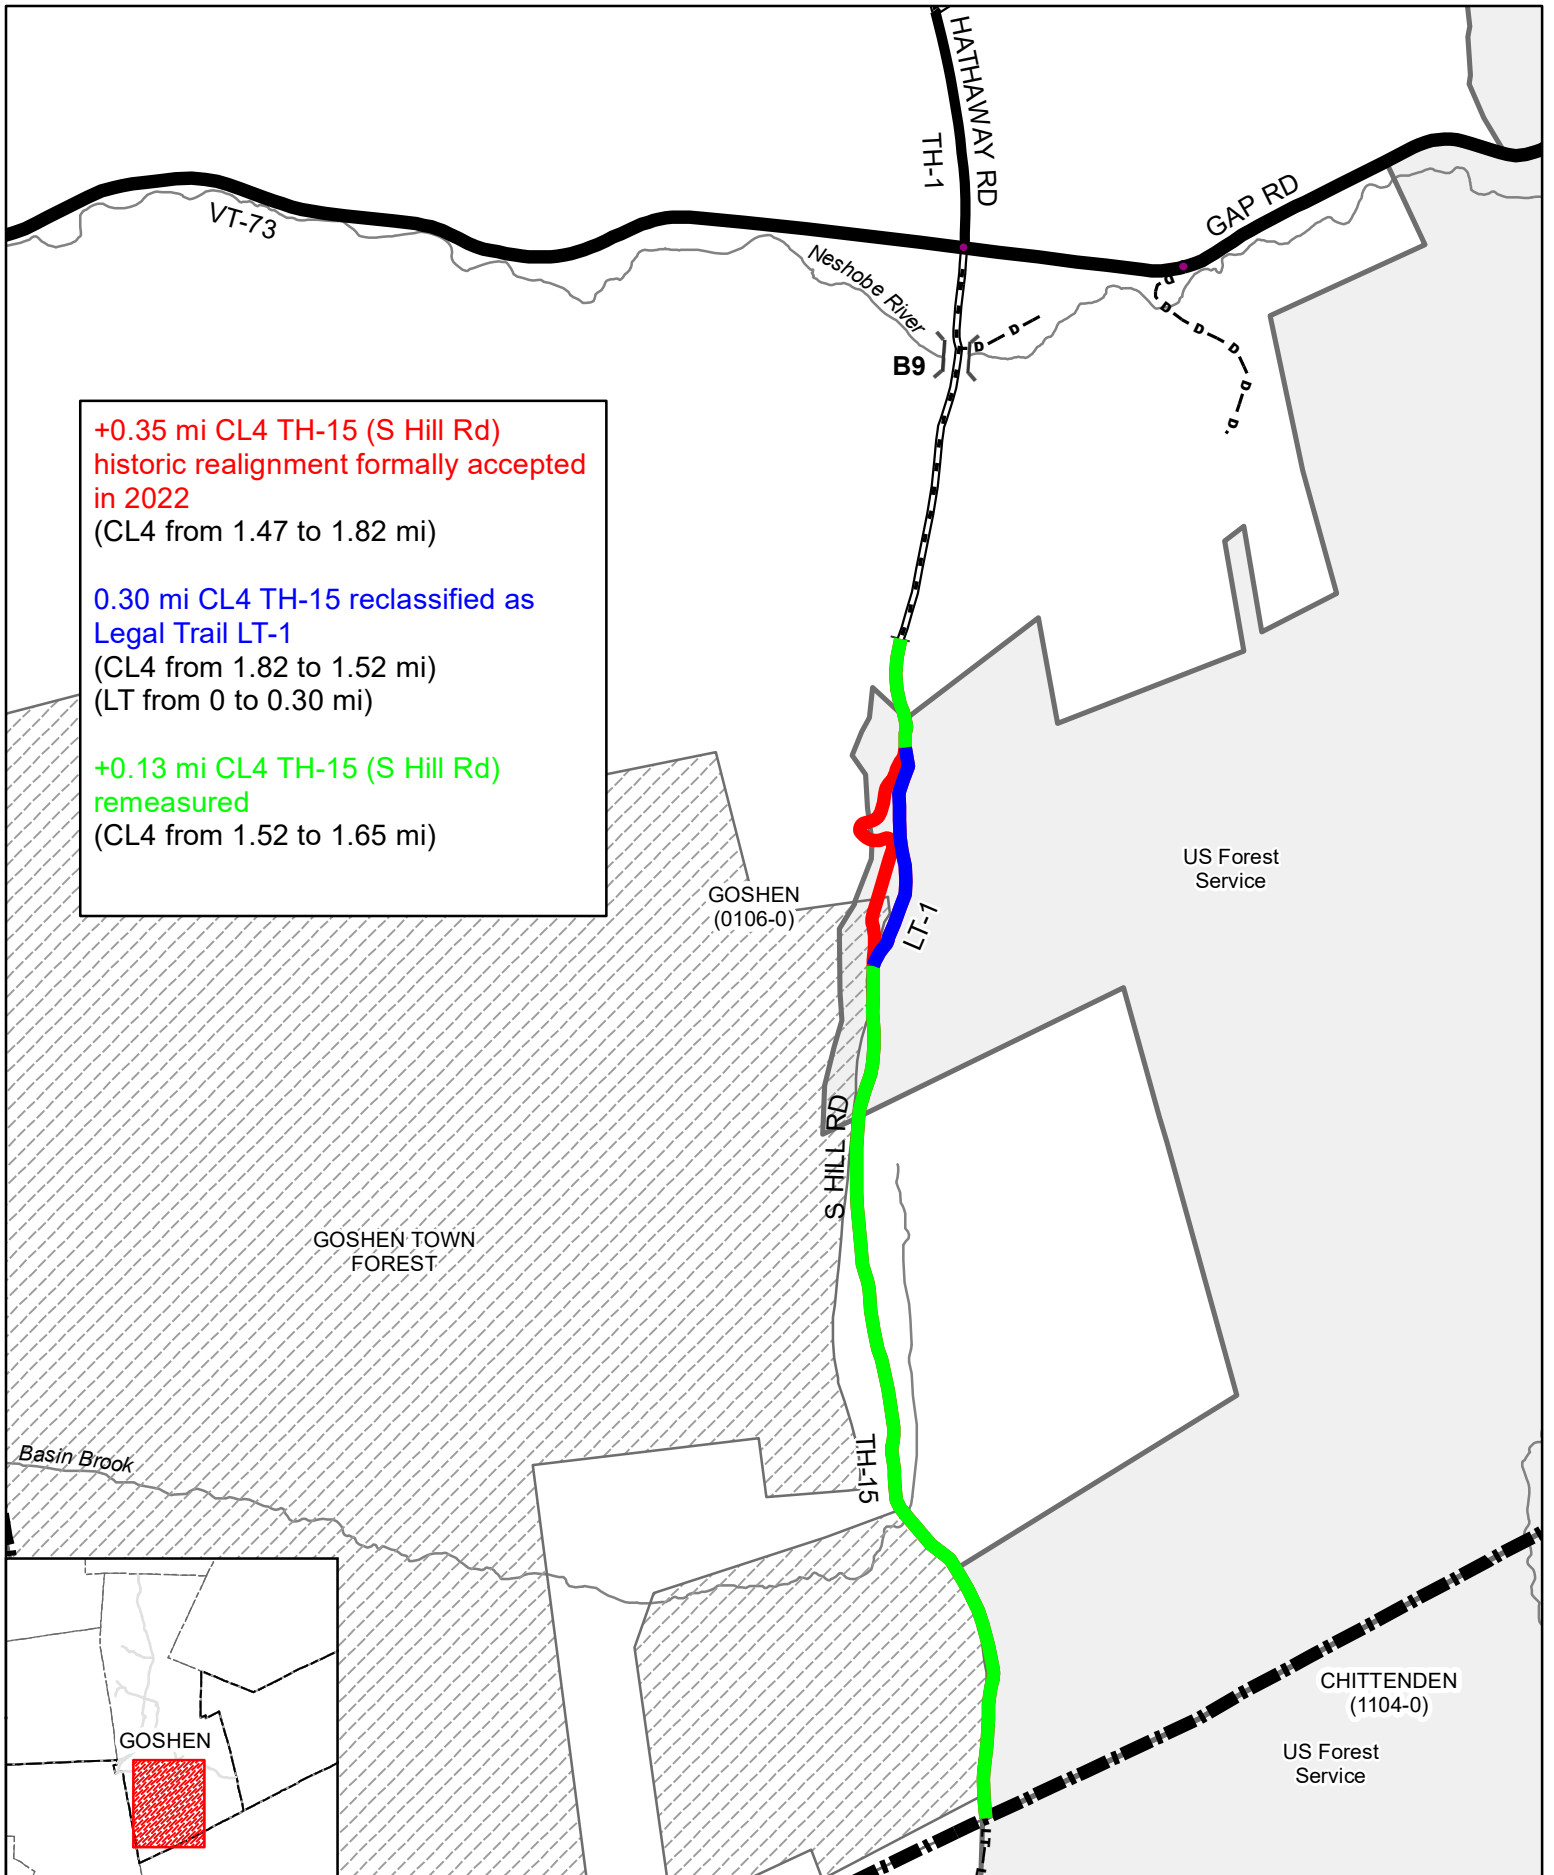 HATHAWAY RD
TH-1
GAP RD
VT-73
Neshobe River
D
D
D
D
D
D
D
D
D.
B9
+0.35 mi CL4 TH-15 (S Hill Rd)
historic realignment formally accepted
in 2022
(CL4 from 1.47 to 1.82 mi)
0.30 mi CL4 TH-15 reclassified as
Legal Trail LT-1
(CL4 from 1.82 to 1.52 mi)
(LT from 0 to 0.30 mi)
+0.13 mi CL4 TH-15 (S Hill Rd)
remeasured
(CL4 from 1.52 to 1.65 mi)
US Forest
Service
GOSHEN
(0106-0)
LT-1
S HILL RD
GOSHEN TOWN
FOREST
TH-15
Basin Brook
CHITTENDEN
(1104-0)
US Forest
Service
GOSHEN
LT